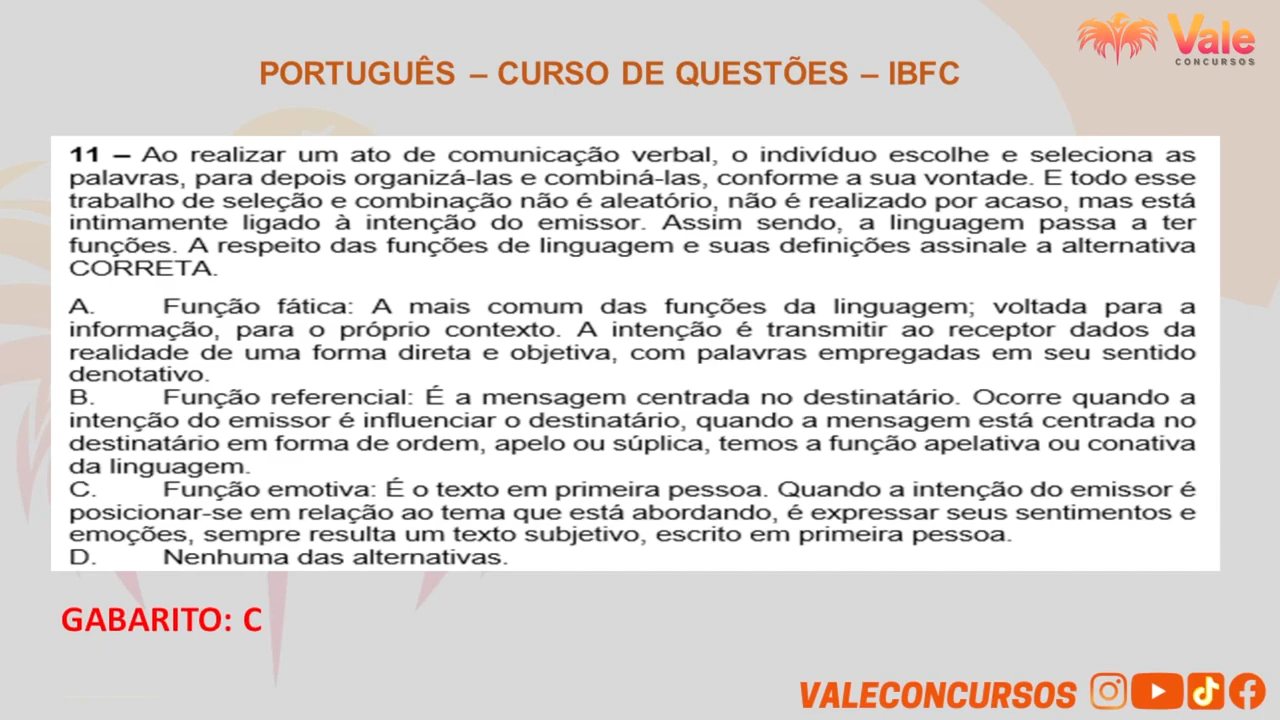 Vale
CONCURSOS
PORTUGUÊS – CURSO DE QUESTÕES – IBFC
11 – Ao realizar um ato de comunicação verbal, o indivíduo escolhe e seleciona as
palavras, para depois organizá-las e combiná-las, conforme a sua vontade. E todo esse
trabalho de seleção e combinação não é aleatório, não é realizado por acaso, mas está
intimamente ligado à intenção do emissor. Assim sendo, a linguagem passa a ter
funções. A respeito das funções de linguagem e suas definições assinale a alternativa
CORRETA.
A. Função fática: A mais comum das funções da linguagem; voltada para a
informação, para o próprio contexto. A intenção é transmitir ao receptor dados da
realidade de uma forma direta e objetiva, com palavras empregadas em seu sentido
denotativo.
B. Função referencial: É a mensagem centrada no destinatário. Ocorre quando a
intenção do emissor é influenciar o destinatário, quando a mensagem está centrada no
destinatário em forma de ordem, apelo ou súplica, temos a função apelativa ou conativa
da linguagem.
C. Função emotiva: É o texto em primeira pessoa. Quando a intenção do emissor é
posicionar-se em relação ao tema que está abordando, é expressar seus sentimentos e
emoções, sempre resulta um texto subjetivo, escrito em primeira pessoa.
D. Nenhuma das alternativas.
GABARITO: C
VALECONCURSOS